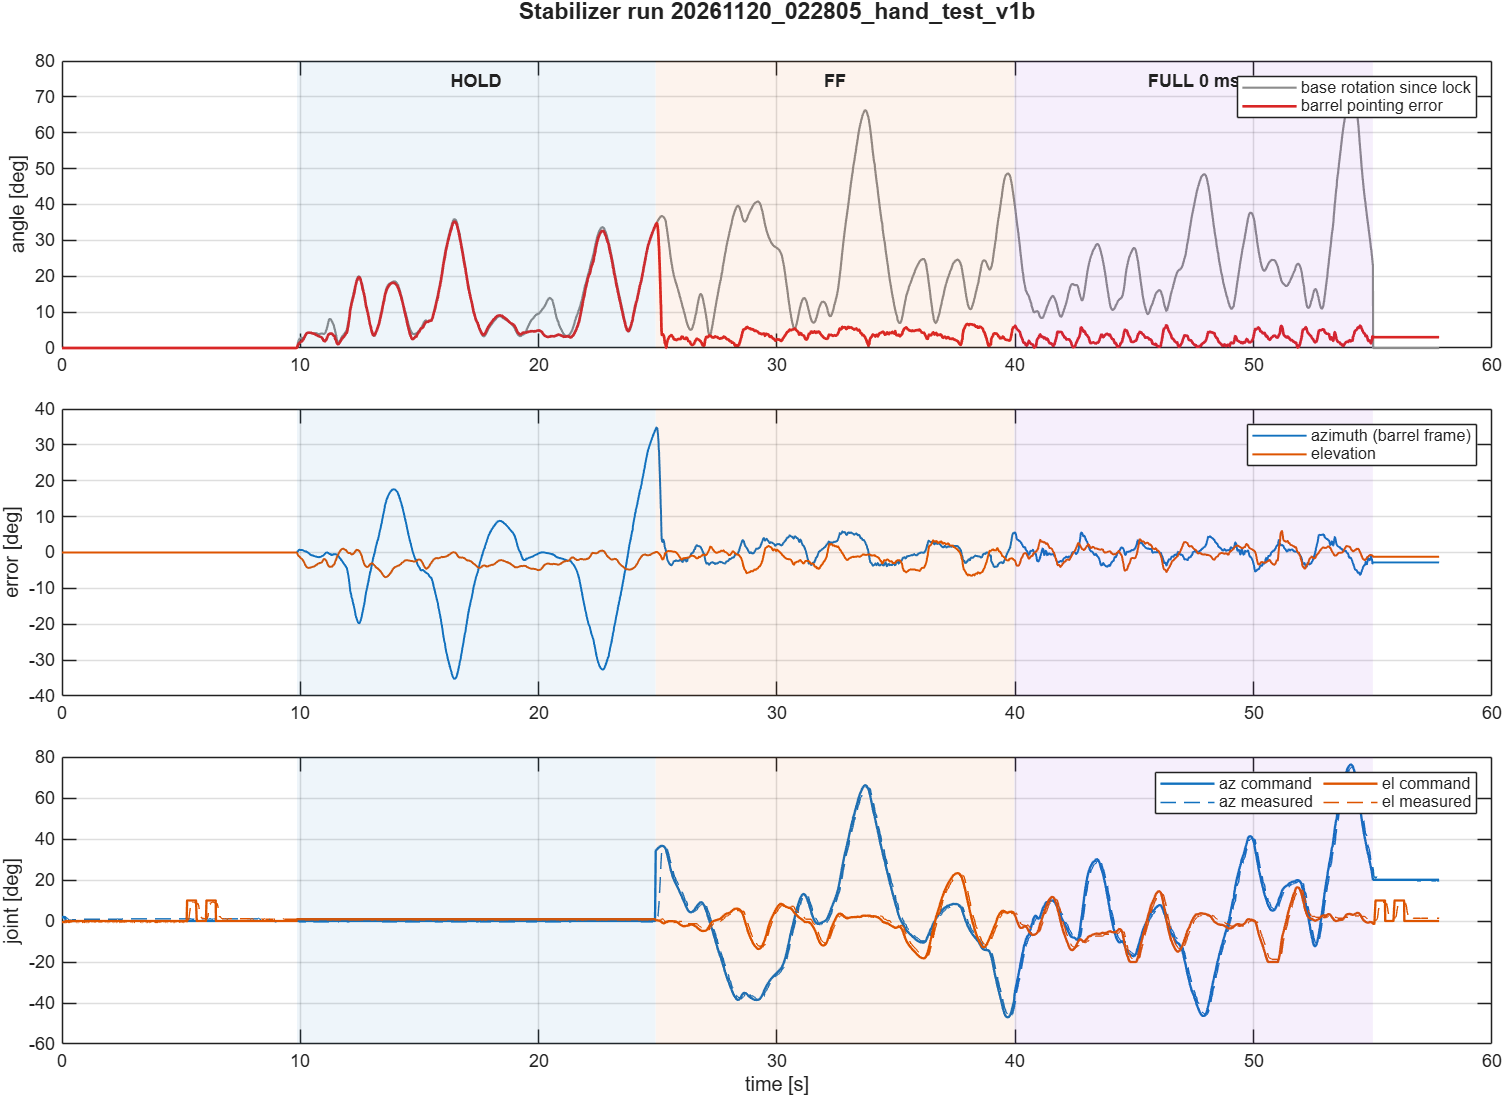 Stabilizer run 20261120_022805_hand_test_v1b
80
70
60
50
40
30
20
10
0
angle [deg]
HOLD
FF
FULL 0 ms
base rotation since lock
barrel pointing error
0 10 20 30 40 50 60
40
30
20
10
0
-10
-20
-30
-40
error [deg]
azimuth (barrel frame)
elevation
0 10 20 30 40 50 60
80
60
40
20
0
-20
-40
-60
joint [deg]
az command el command
az measured el measured
0 10 20 30 40 50 60
time [s]